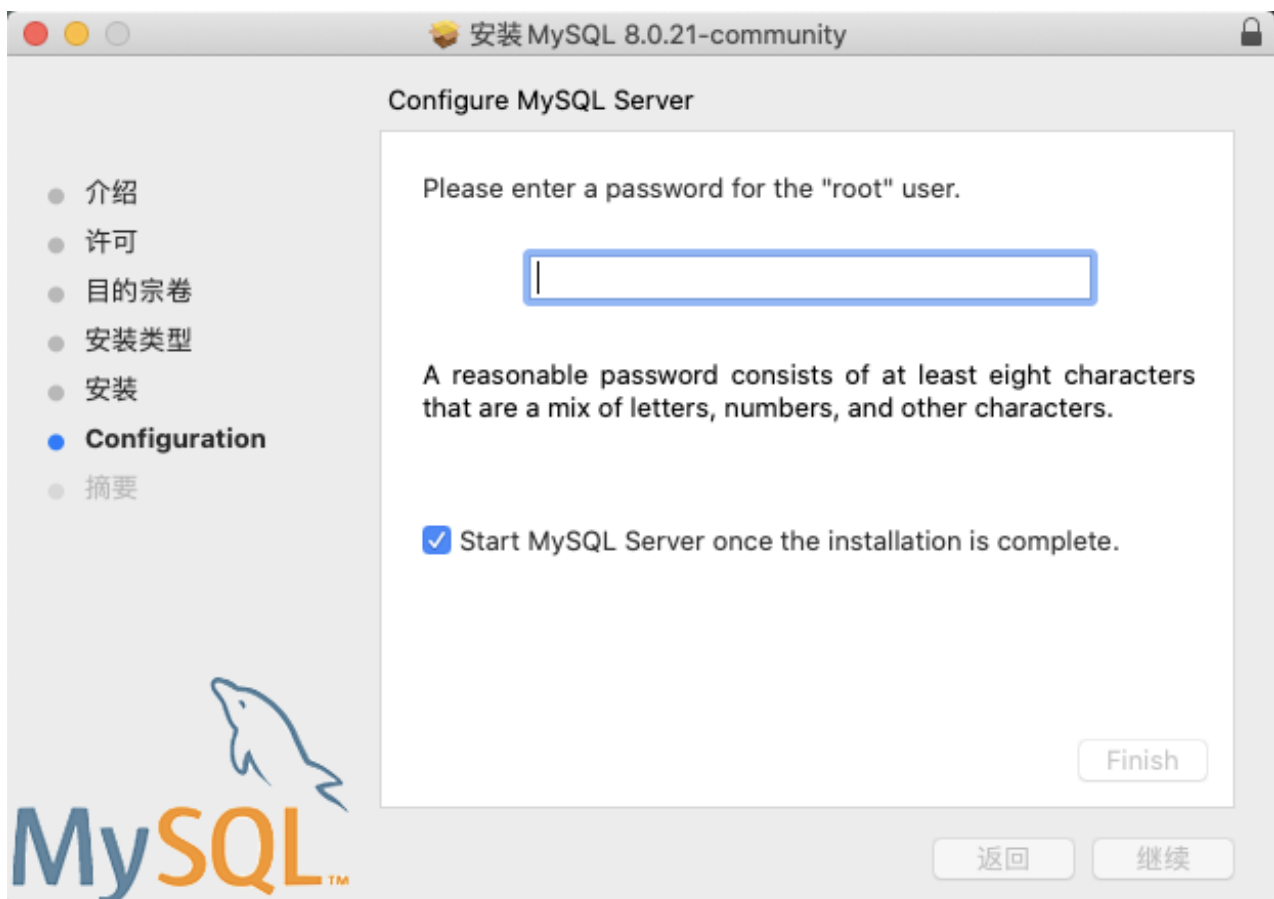 安装 MySQL 8.0.21-community
Configure MySQL Server
介绍
许可
目的宗卷
安装类型
安装
Configuration
摘要
Please enter a password for the "root" user.
A reasonable password consists of at least eight characters
that are a mix of letters, numbers, and other characters.
Start MySQL Server once the installation is complete.
Finish
MySQL™
返回
继续